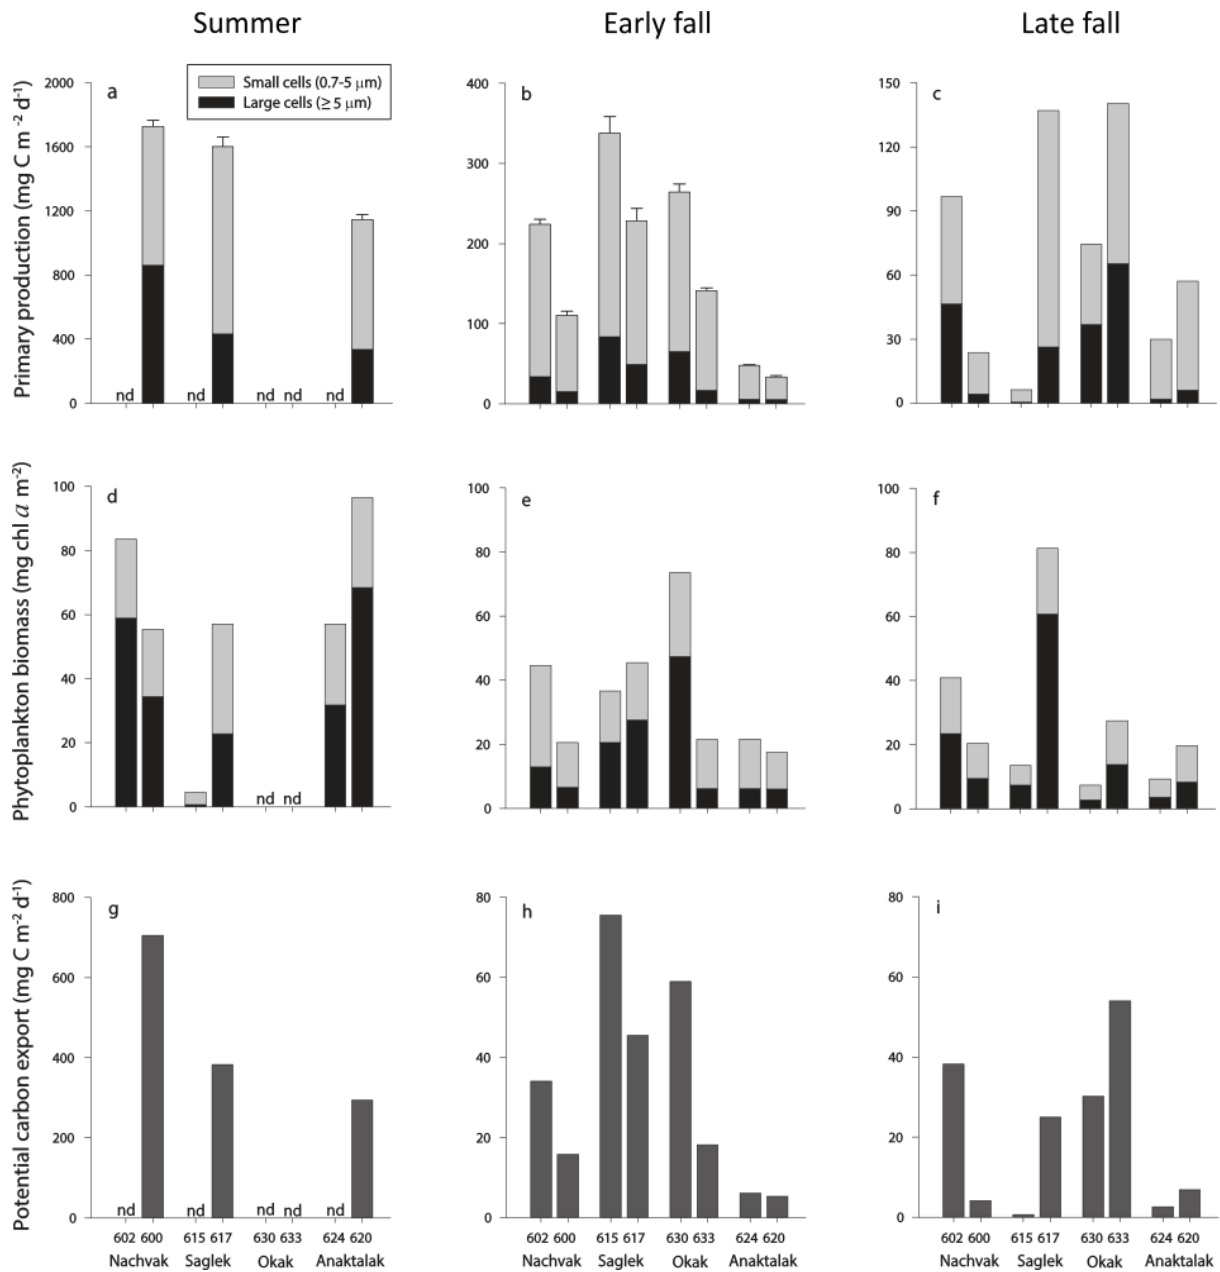 Summer Early fall Late fall
Primary production (mg C m⁻² d⁻¹)
a
Small cells (0.7-5 µm)
Large cells (≥ 5 µm)
2000
1600
1200
800
400
0
nd nd nd nd nd
b
400
300
200
100
0
c
150
120
90
60
30
0
Phytoplankton biomass (mg chl a m⁻²)
d
100
80
60
40
20
0
nd nd
e
100
80
60
40
20
0
f
100
80
60
40
20
0
Potential carbon export (mg C m⁻² d⁻¹)
g
800
600
400
200
0
nd nd nd nd nd
602 600 615 617 630 633 624 620
Nachvak Saglek Okak Anaktalak
h
80
60
40
20
0
602 600 615 617 630 633 624 620
Nachvak Saglek Okak Anaktalak
i
80
60
40
20
0
602 600 615 617 630 633 624 620
Nachvak Saglek Okak Anaktalak